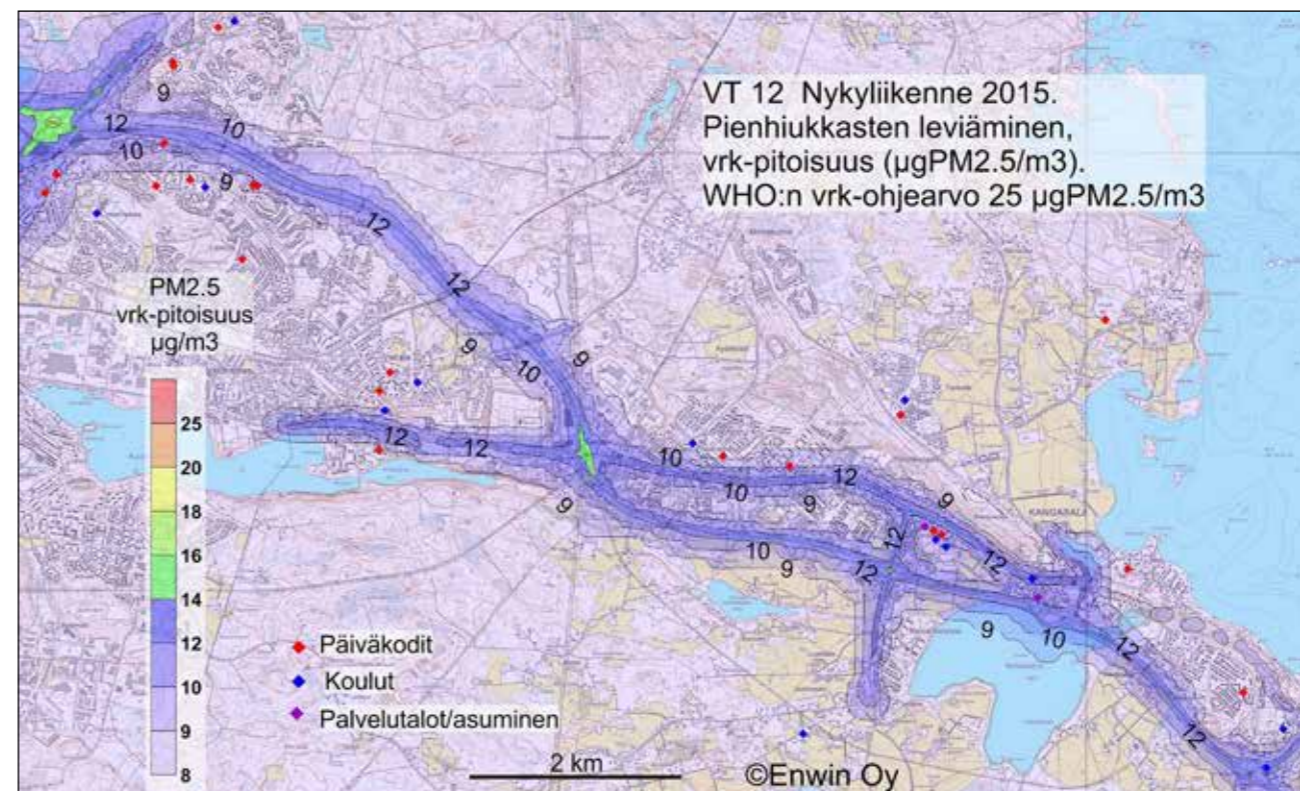 VT 12 Nykyliikenne 2015.
Pienhiukkasten leviäminen,
vrk-pitoisuus (µgPM2.5/m3).
WHO:n vrk-ohjearvo 25 µgPM2.5/m3
9
12
10
10
9
12
12
9
10
9
PM2.5
vrk-pitoisuus
µg/m3
25
20
18
16
14
12
10
9
8
12
12
10
10
12
9
9
9
12
12
10
9
12
KANGASALA
9
10
12
12
Päiväkodit
Koulut
Palvelutalot/asuminen
2 km
©Enwin Oy